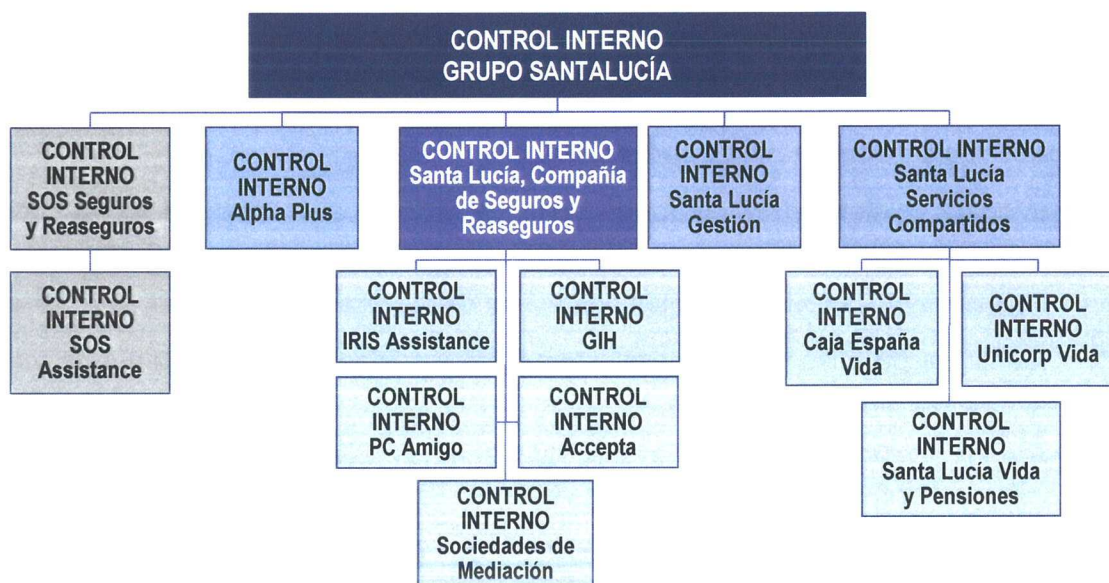 CONTROL INTERNO
GRUPO SANTALUCÍA
CONTROL
INTERNO
SOS Seguros
y Reaseguros
CONTROL
INTERNO
Alpha Plus
CONTROL INTERNO
Santa Lucía, Compañía
de Seguros y
Reaseguros
CONTROL
INTERNO
Santa Lucía
Gestión
CONTROL INTERNO
Santa Lucía
Servicios
Compartidos
CONTROL
INTERNO
SOS
Assistance
CONTROL
INTERNO
IRIS Assistance
CONTROL
INTERNO
GIH
CONTROL
INTERNO
Caja España
Vida
CONTROL
INTERNO
Unicorp Vida
CONTROL
INTERNO
PC Amigo
CONTROL
INTERNO
Accepta
CONTROL
INTERNO
Santa Lucía Vida
y Pensiones
CONTROL
INTERNO
Sociedades de
Mediación